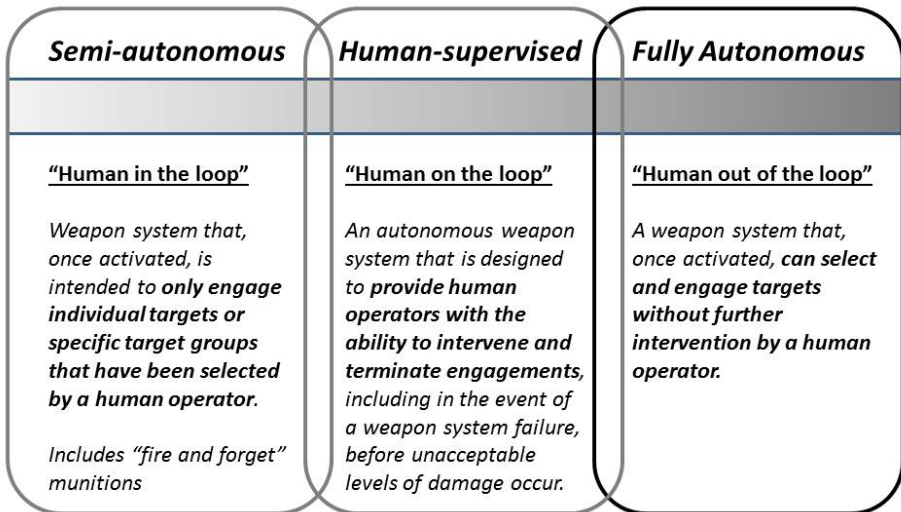 Semi-autonomous
Human-supervised
Fully Autonomous
“Human in the loop”
Weapon system that,
once activated, is
intended to only engage
individual targets or
specific target groups
that have been selected
by a human operator.
Includes “fire and forget”
munitions
“Human on the loop”
An autonomous weapon
system that is designed
to provide human
operators with the
ability to intervene and
terminate engagements,
including in the event of
a weapon system failure,
before unacceptable
levels of damage occur.
“Human out of the loop”
A weapon system that,
once activated, can select
and engage targets
without further
intervention by a human
operator.